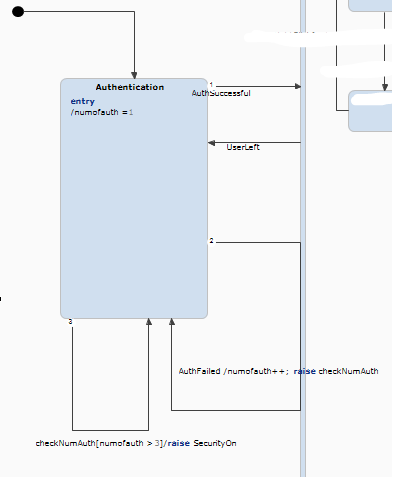 Authentication
entry
/numofauth =1
1
AuthSuccessful
UserLeft
2
3
AuthFailed /numofauth++; raise checkNumAuth
checkNumAuth[numofauth > 3]/raise SecurityOn